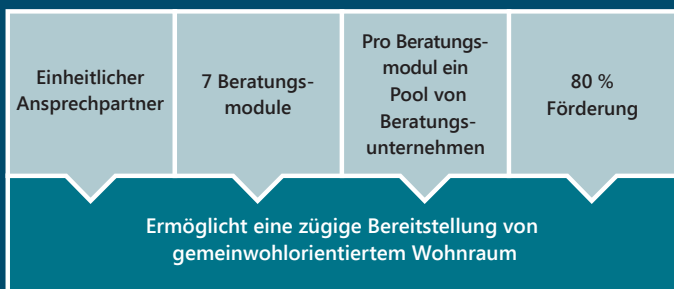 Einheitlicher
Ansprechpartner
7 Beratungs-
module
Pro Beratungs-
modul ein
Pool von
Beratungs-
unternehmen
80 %
Förderung
Ermöglicht eine zügige Bereitstellung von
gemeinwohlorientiertem Wohnraum